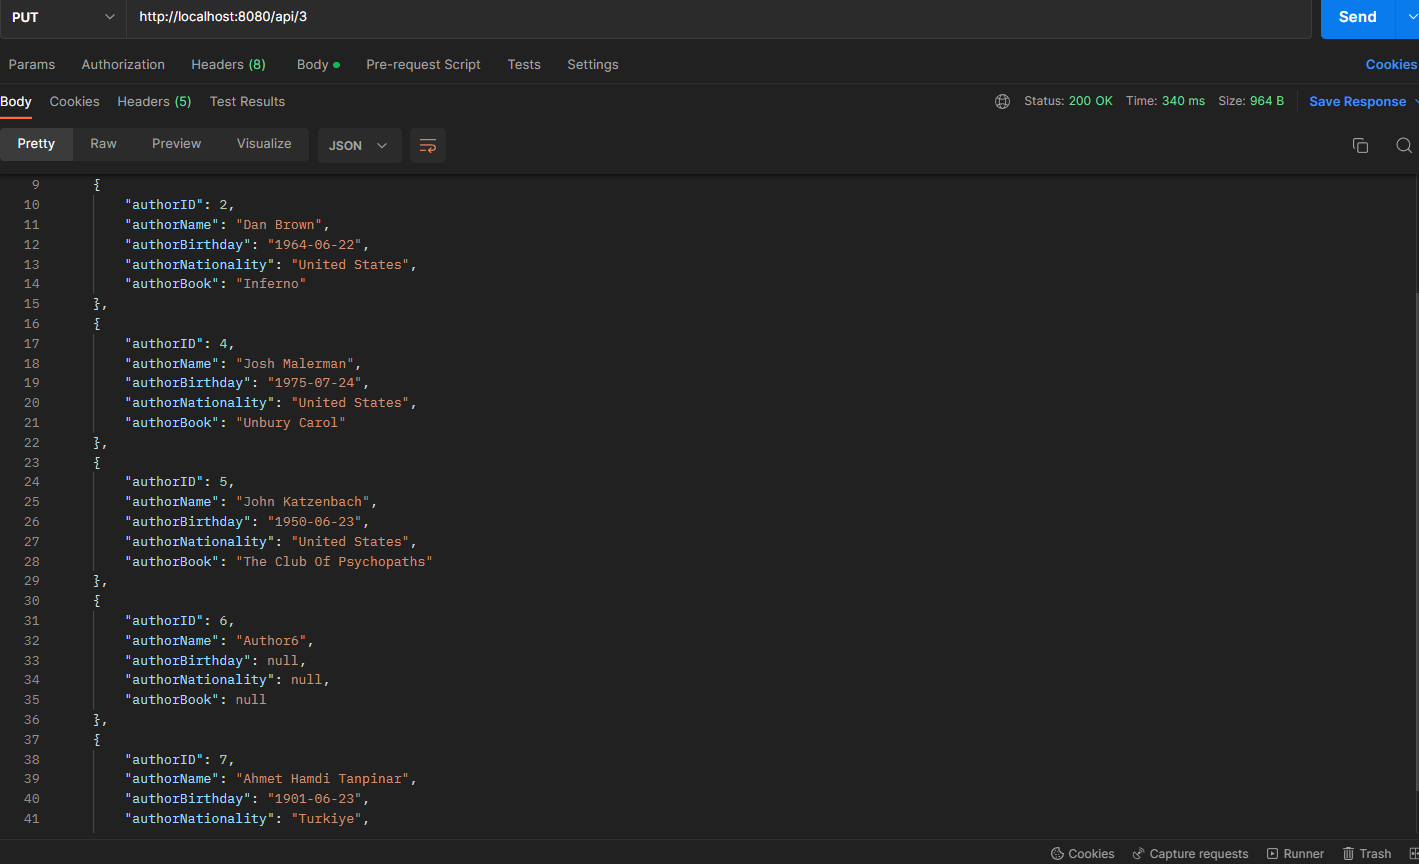 PUT http://localhost:8080/api/3 Send
Params Authorization Headers (8) Body Pre-request Script Tests Settings Cookies
Body Cookies Headers (5) Test Results Status: 200 OK Time: 340 ms Size: 964 B Save Response
Pretty Raw Preview Visualize JSON
9 {
10 "authorID": 2,
11 "authorName": "Dan Brown",
12 "authorBirthday": "1964-06-22",
13 "authorNationality": "United States",
14 "authorBook": "Inferno"
15 },
16 {
17 "authorID": 4,
18 "authorName": "Josh Malerman",
19 "authorBirthday": "1975-07-24",
20 "authorNationality": "United States",
21 "authorBook": "Unbury Carol"
22 },
23 {
24 "authorID": 5,
25 "authorName": "John Katzenbach",
26 "authorBirthday": "1950-06-23",
27 "authorNationality": "United States",
28 "authorBook": "The Club Of Psychopaths"
29 },
30 {
31 "authorID": 6,
32 "authorName": "Author6",
33 "authorBirthday": null,
34 "authorNationality": null,
35 "authorBook": null
36 },
37 {
38 "authorID": 7,
39 "authorName": "Ahmet Hamdi Tanpinar",
40 "authorBirthday": "1901-06-23",
41 "authorNationality": "Turkiye",
Cookies Capture requests Runner Trash